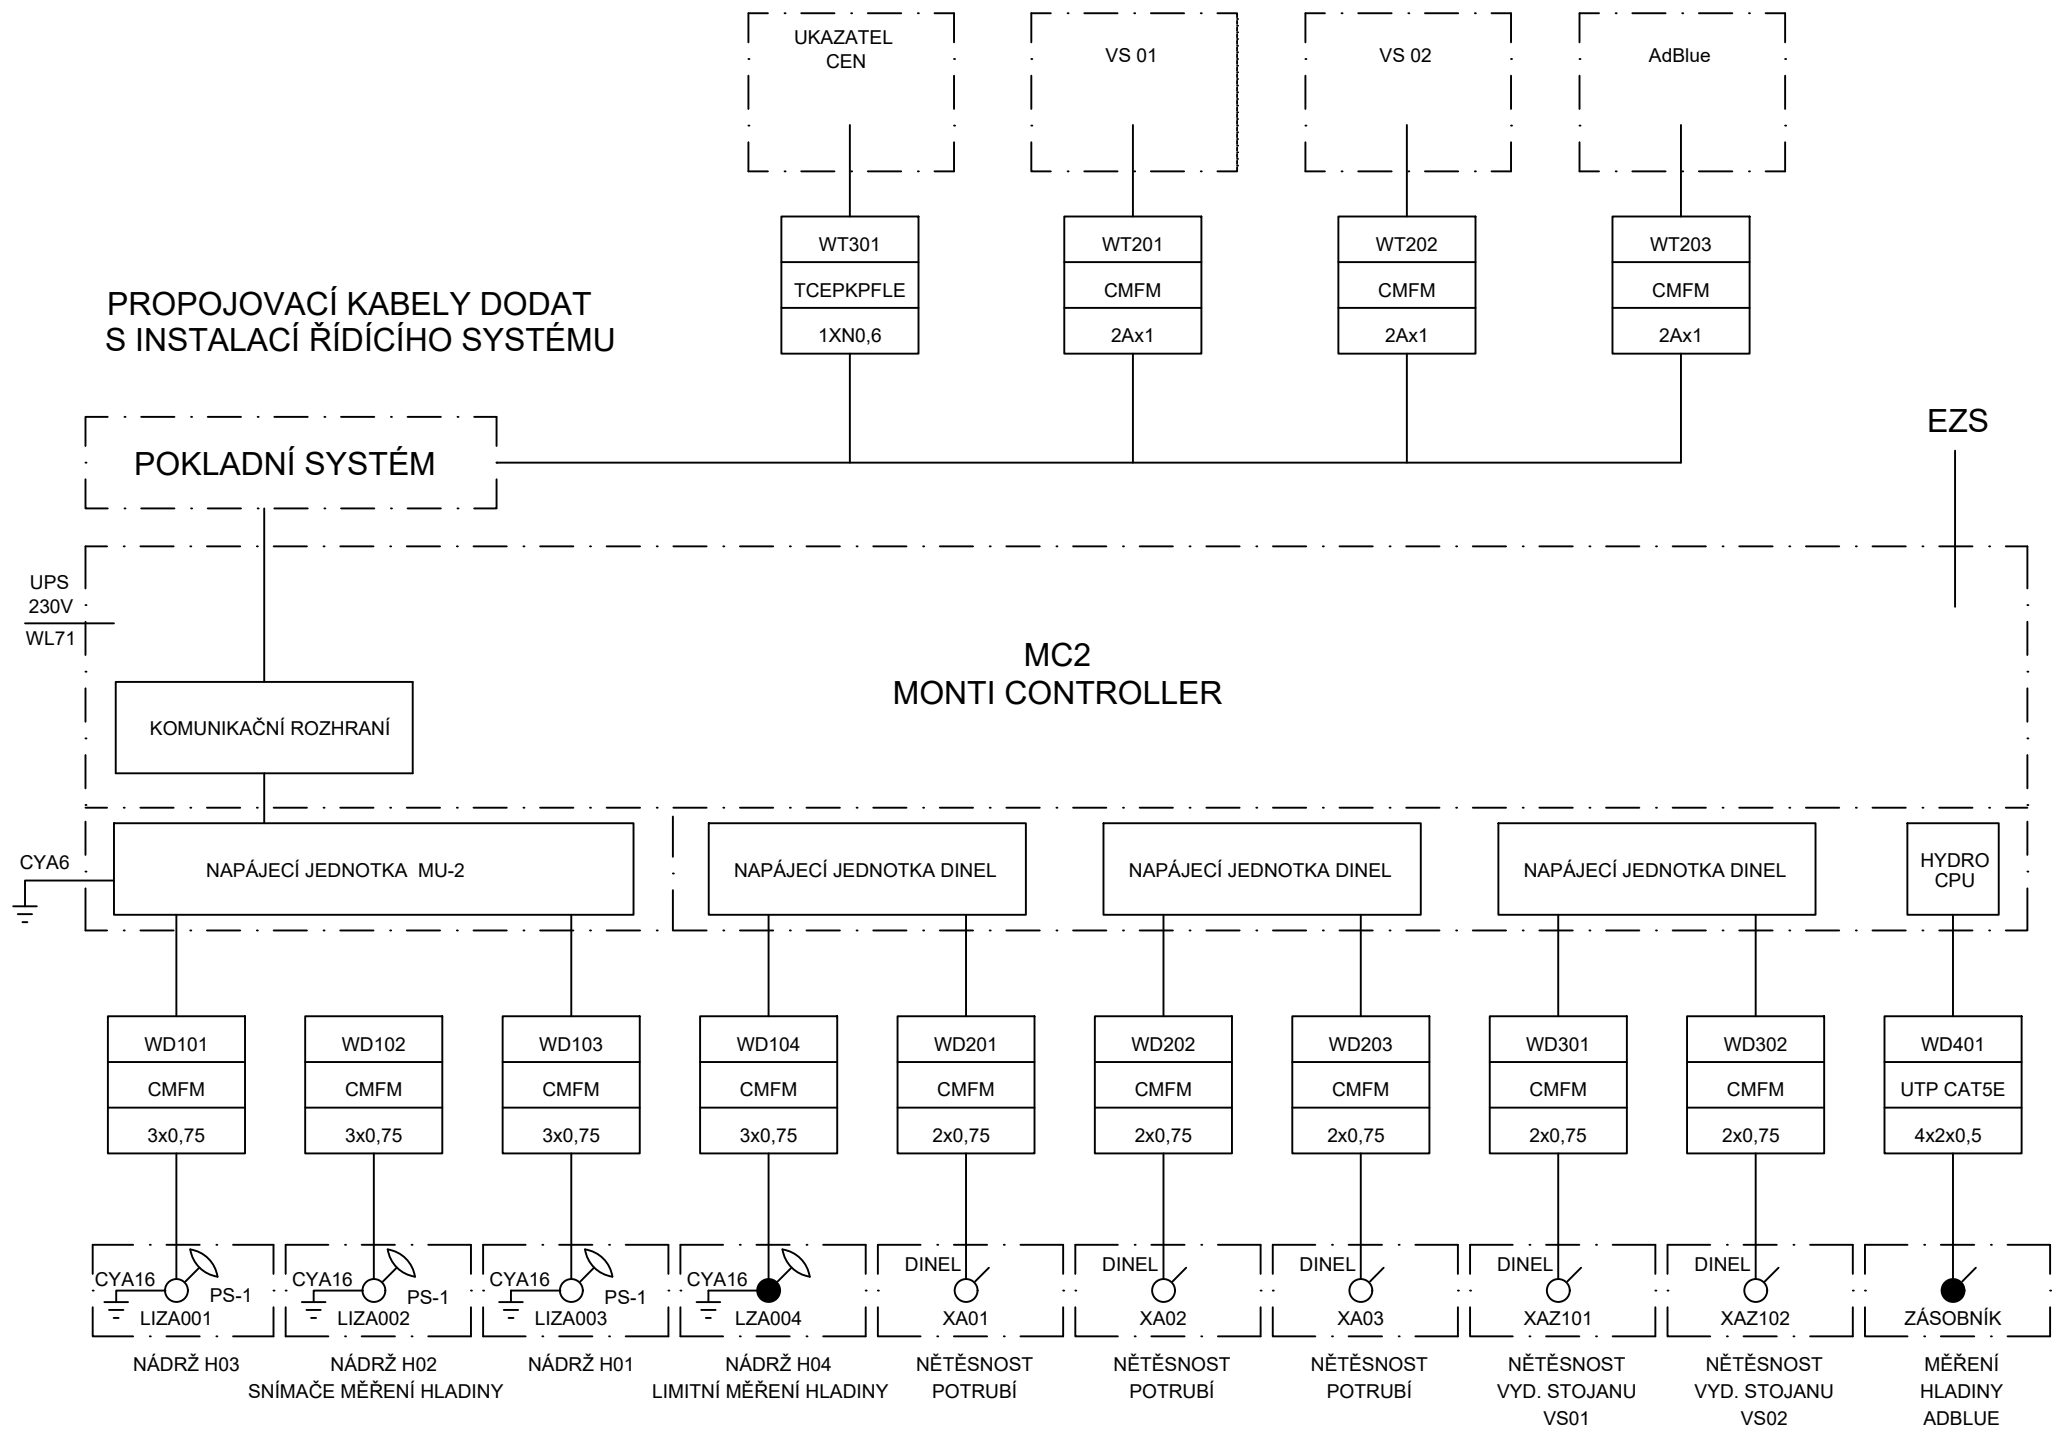 UKAZATEL
CEN
VS 01
VS 02
AdBlue
WT301
WT201
WT202
WT203
TCEPKPFLE
CMFM
CMFM
CMFM
1XN0,6
2Ax1
2Ax1
2Ax1
PROPOJOVACÍ KABELY DODAT
S INSTALACÍ ŘÍDÍCÍHO SYSTÉMU
EZS
POKLADNÍ SYSTÉM
UPS
230V
WL71
MC2
MONTI CONTROLLER
KOMUNIKAČNÍ ROZHRANÍ
CYA6
NAPÁJECÍ JEDNOTKA MU-2
NAPÁJECÍ JEDNOTKA DINEL
NAPÁJECÍ JEDNOTKA DINEL
NAPÁJECÍ JEDNOTKA DINEL
HYDRO
CPU
WD101
WD102
WD103
WD104
WD201
WD202
WD203
WD301
WD302
WD401
CMFM
CMFM
CMFM
CMFM
CMFM
CMFM
CMFM
CMFM
CMFM
UTP CAT5E
3x0,75
3x0,75
3x0,75
3x0,75
2x0,75
2x0,75
2x0,75
2x0,75
2x0,75
4x2x0,5
CYA16
PS-1
LIZA001
CYA16
PS-1
LIZA002
CYA16
PS-1
LIZA003
CYA16
LZA004
DINEL
XA01
DINEL
XA02
DINEL
XA03
DINEL
XAZ101
DINEL
XAZ102
ZÁSOBNÍK
NÁDRŽ H03
NÁDRŽ H02
SNÍMAČE MĚŘENÍ HLADINY
NÁDRŽ H01
NÁDRŽ H04
LIMITNÍ MĚŘENÍ HLADINY
NĚTĚSNOST
POTRUBÍ
NĚTĚSNOST
POTRUBÍ
NĚTĚSNOST
POTRUBÍ
NĚTĚSNOST
VYD. STOJANU
VS01
NĚTĚSNOST
VYD. STOJANU
VS02
MĚŘENÍ
HLADINY
ADBLUE